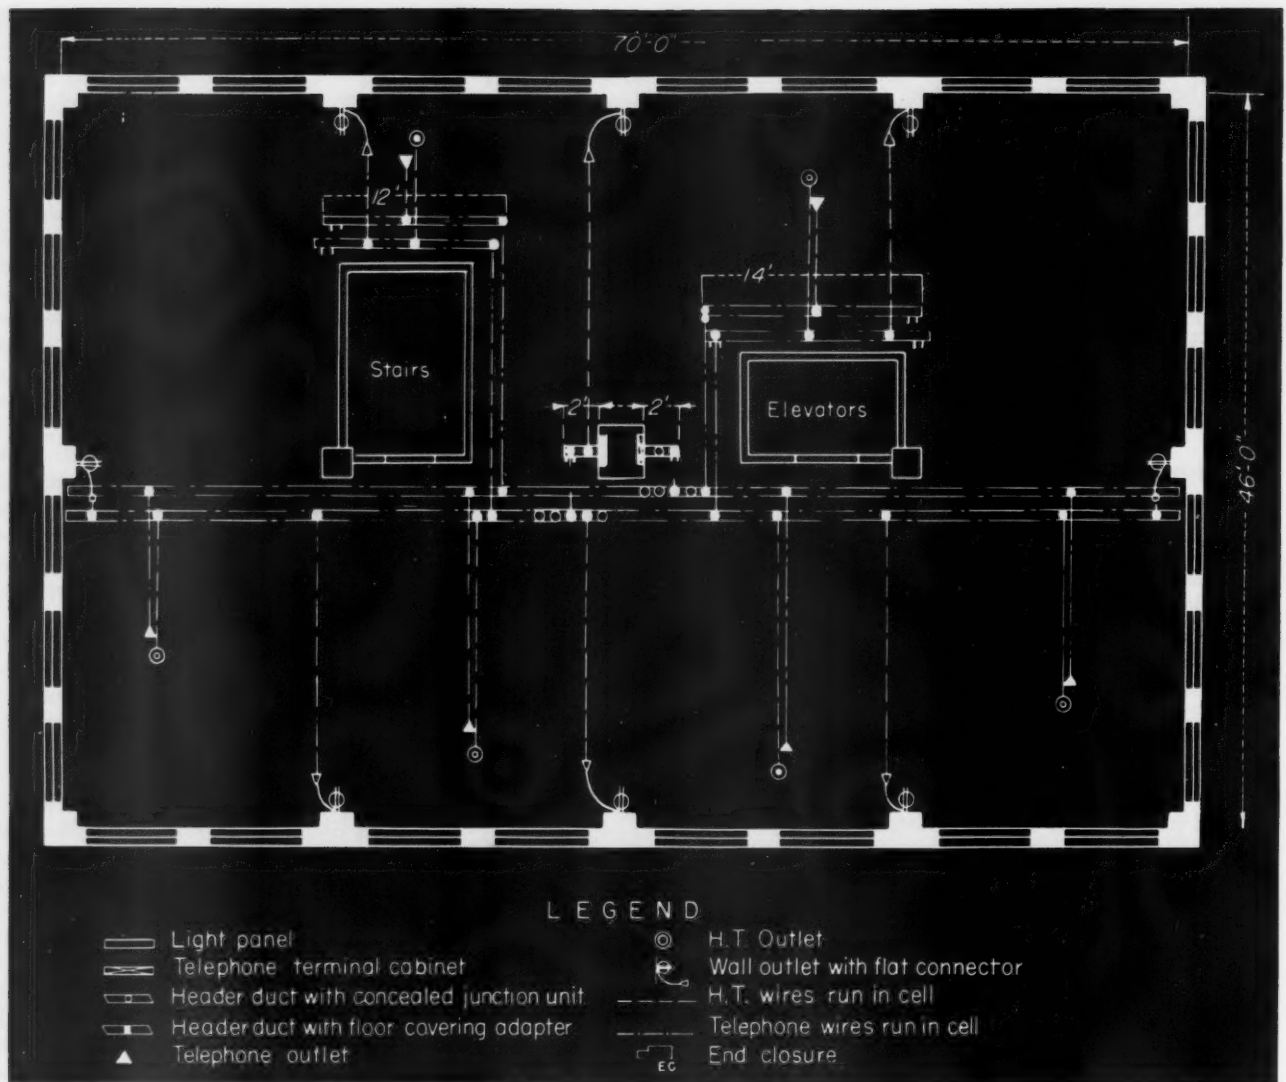 70'-0"
12'
14'
Stairs
2' 2'
Elevators
46'-0"
LEGEND
Light panel
Telephone terminal cabinet
Header duct with concealed junction unit
Header duct with floor covering adapter
Telephone outlet
H.T. Outlet
Wall outlet with flat connector
H.T. wires run in cell
Telephone wires run in cell
EC End closure